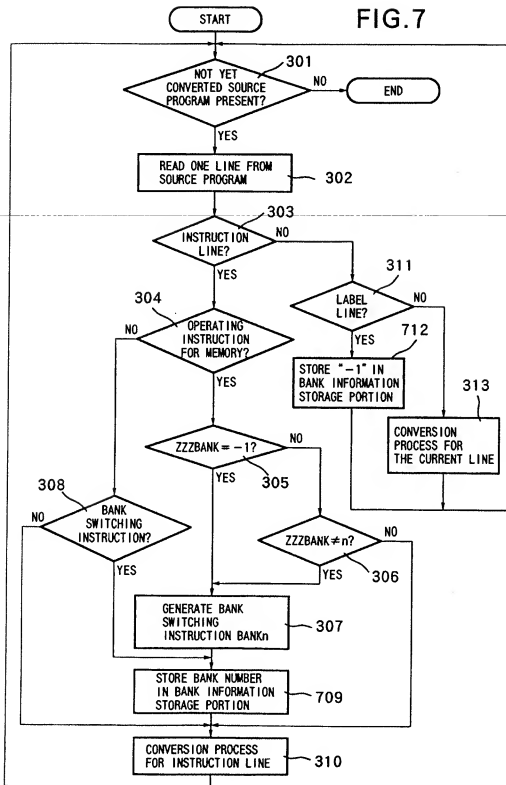 FIG.7
START
301
NOT YET
CONVERTED SOURCE
PROGRAM PRESENT?
NO
END
YES
READ ONE LINE FROM
SOURCE PROGRAM
302
303
INSTRUCTION
LINE?
NO
YES
311
LABEL
LINE?
NO
YES
304
OPERATING
INSTRUCTION
FOR MEMORY?
NO
YES
712
STORE "-1" IN
BANK INFORMATION
STORAGE PORTION
313
CONVERSION
PROCESS FOR
THE CURRENT LINE
ZZZBANK = -1?
NO
305
YES
308
BANK
SWITCHING
INSTRUCTION?
NO
YES
ZZZBANK≠n?
NO
306
YES
GENERATE BANK
SWITCHING
INSTRUCTION BANKn
307
STORE BANK NUMBER
IN BANK INFORMATION
STORAGE PORTION
709
CONVERSION PROCESS
FOR INSTRUCTION LINE
310